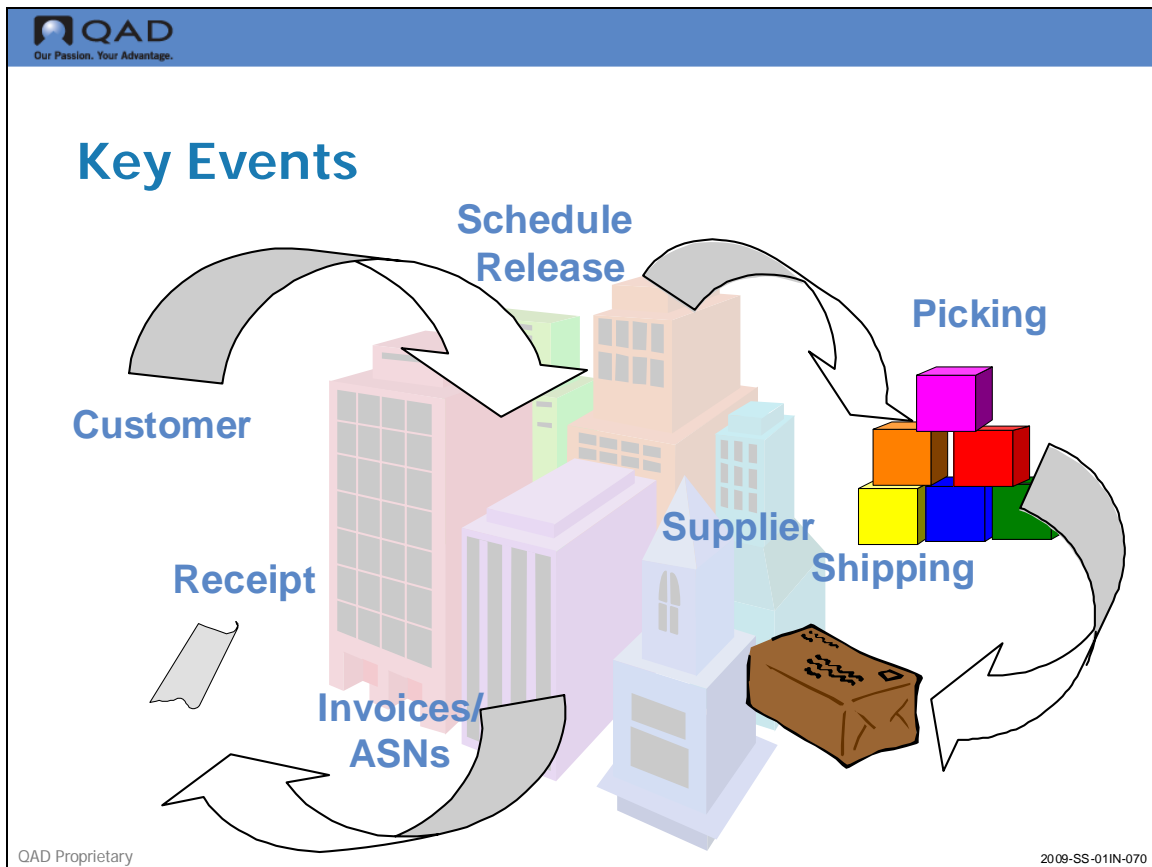 QAD
Our Passion. Your Advantage.
Key Events
Schedule
Release
Picking
Customer
Supplier
Shipping
Receipt
Invoices/
ASNs
QAD Proprietary
2009-SS-01IN-070